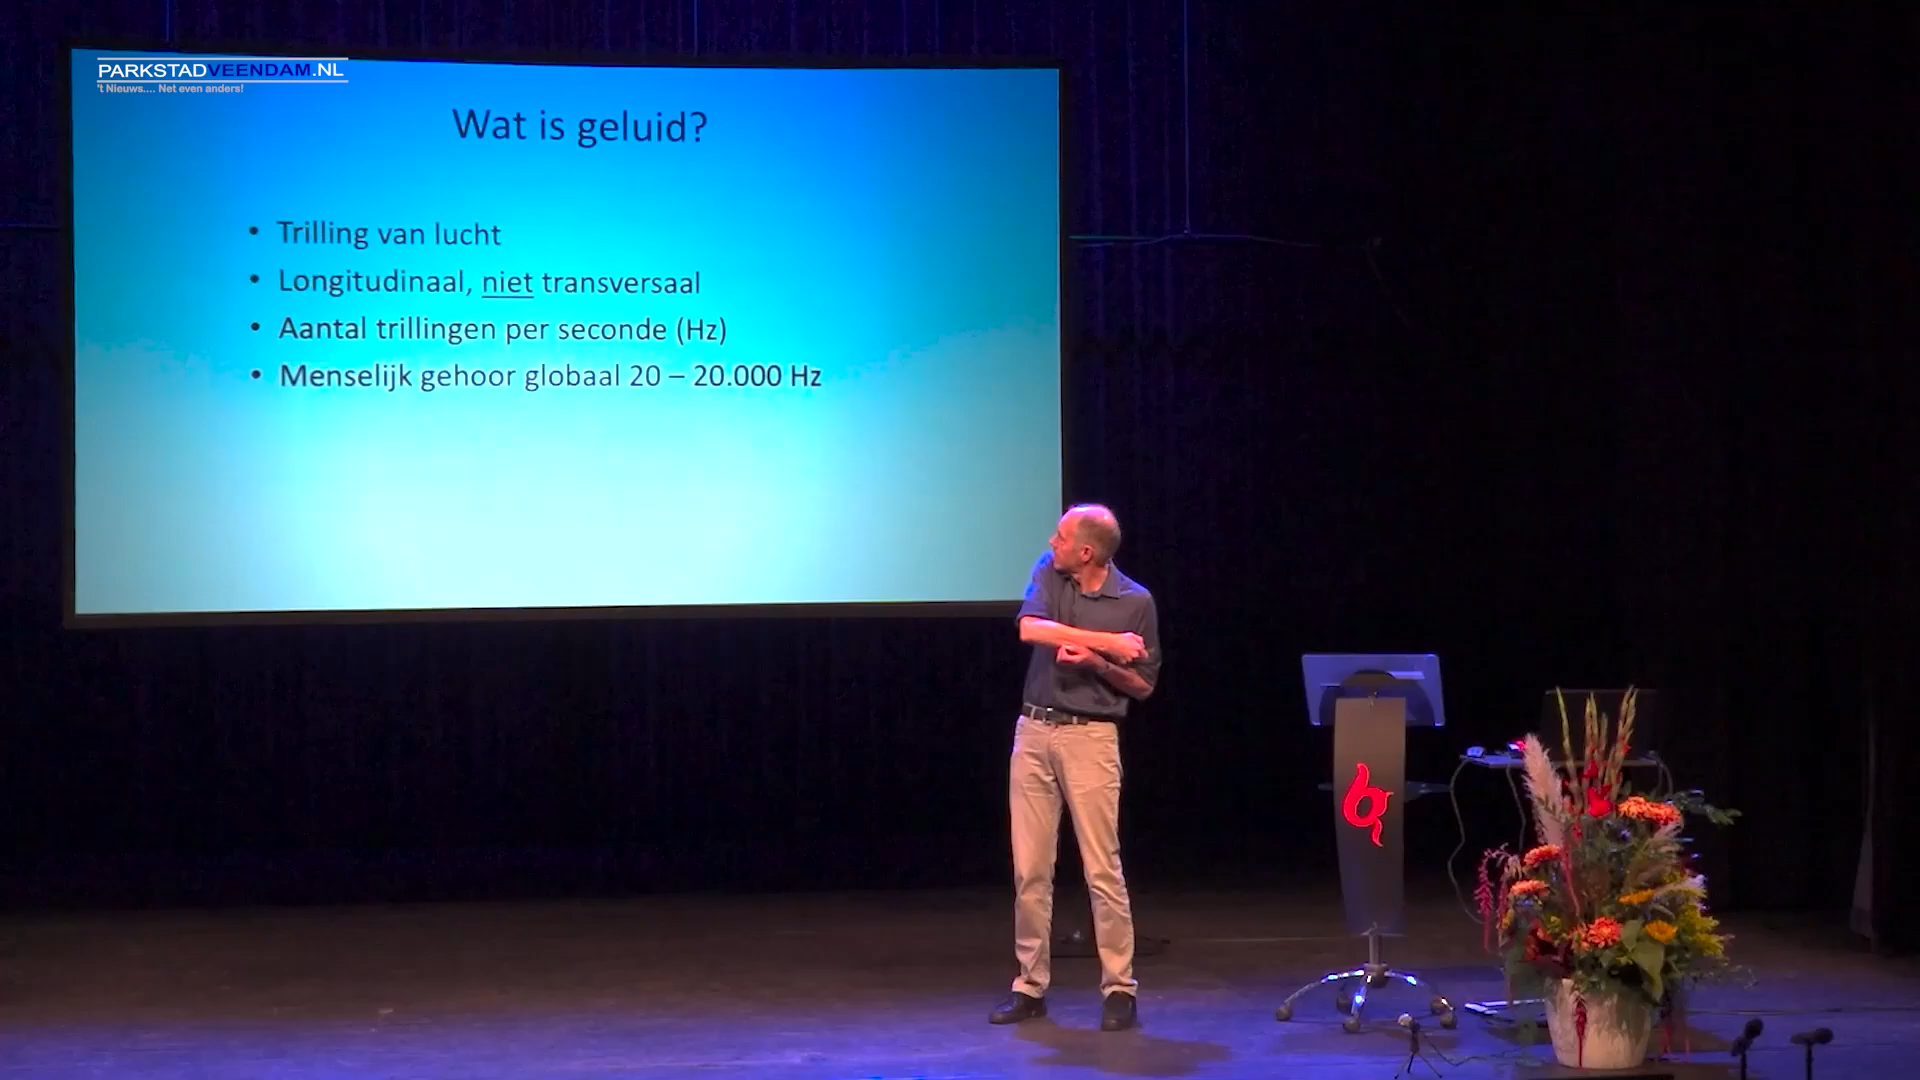 PARKSTADVEENDAM.NL
't Nieuws.... Net even anders!
Wat is geluid?
• Trilling van lucht
• Longitudinaal, niet transversaal
• Aantal trillingen per seconde (Hz)
• Menselijk gehoor globaal 20 – 20.000 Hz